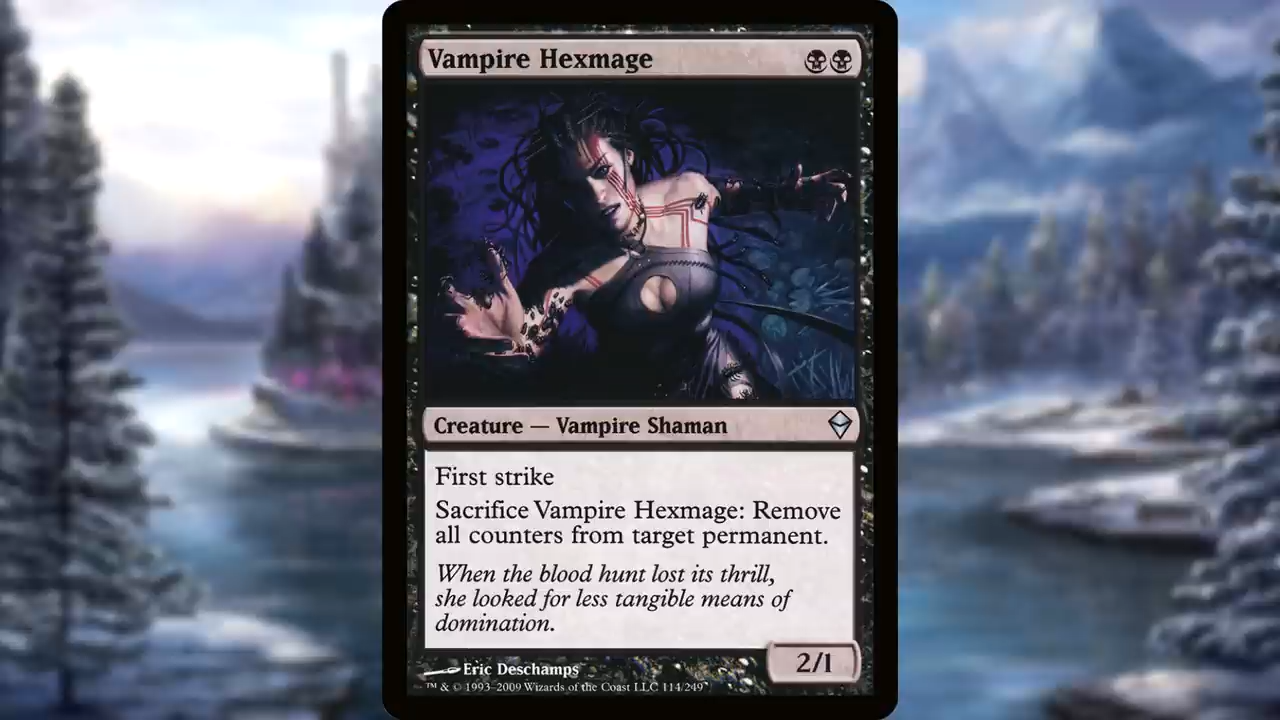 Vampire Hexmage
Creature — Vampire Shaman
First strike
Sacrifice Vampire Hexmage: Remove
all counters from target permanent.
When the blood hunt lost its thrill,
she looked for less tangible means of
domination.
2/1
Eric Deschamps
™ & © 1993–2009 Wizards of the Coast LLC 114/249